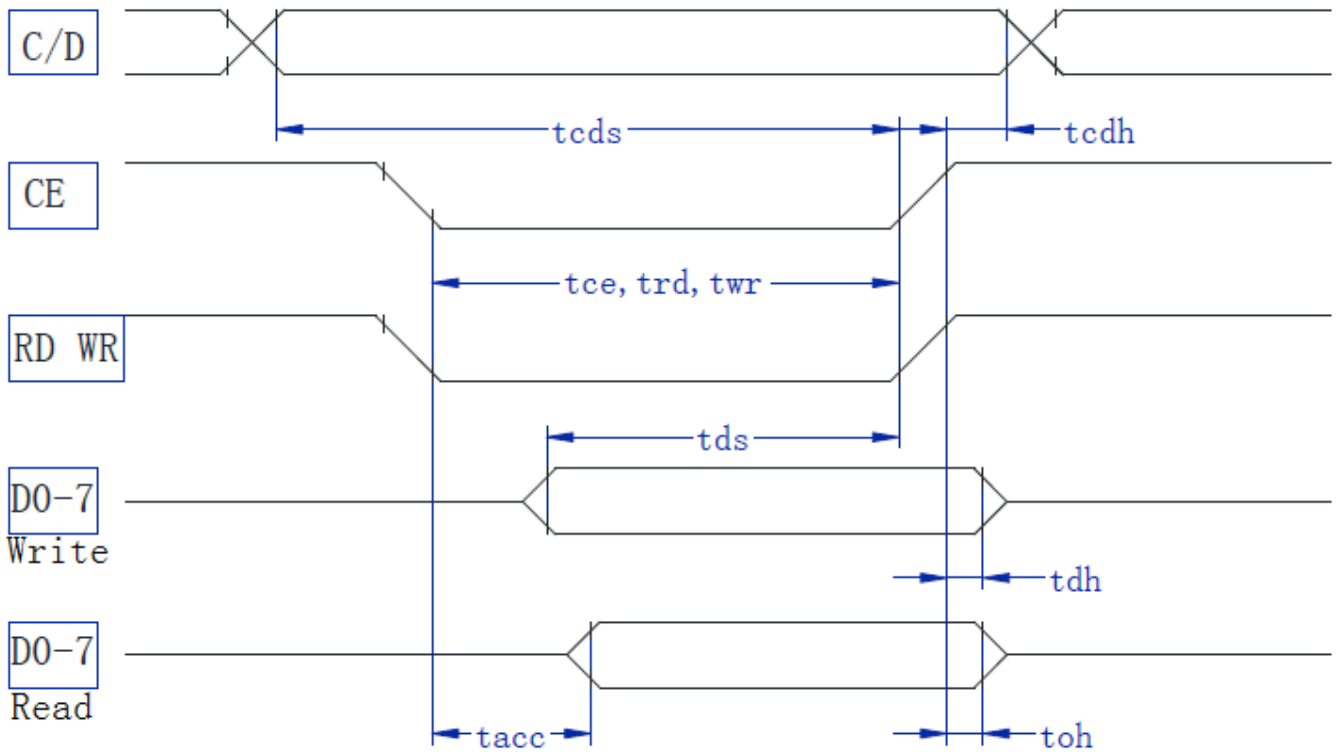 C/D
tcds
tcdh
CE
tce, trd, twr
RD WR
tds
D0-7
Write
tdh
D0-7
Read
tacc
toh